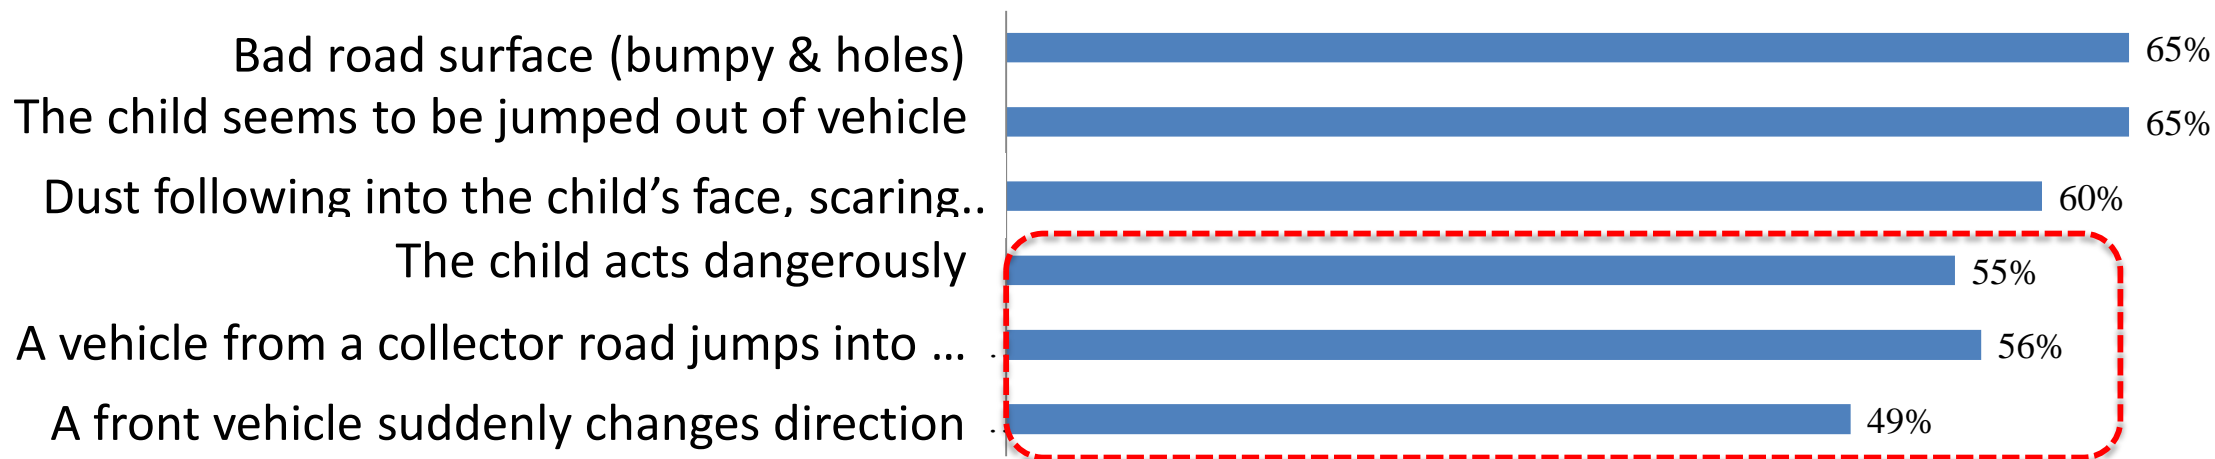 Bad road surface (bumpy & holes) 65%
The child seems to be jumped out of vehicle 65%
Dust following into the child’s face, scaring.. 60%
The child acts dangerously 55%
A vehicle from a collector road jumps into ... 56%
A front vehicle suddenly changes direction 49%